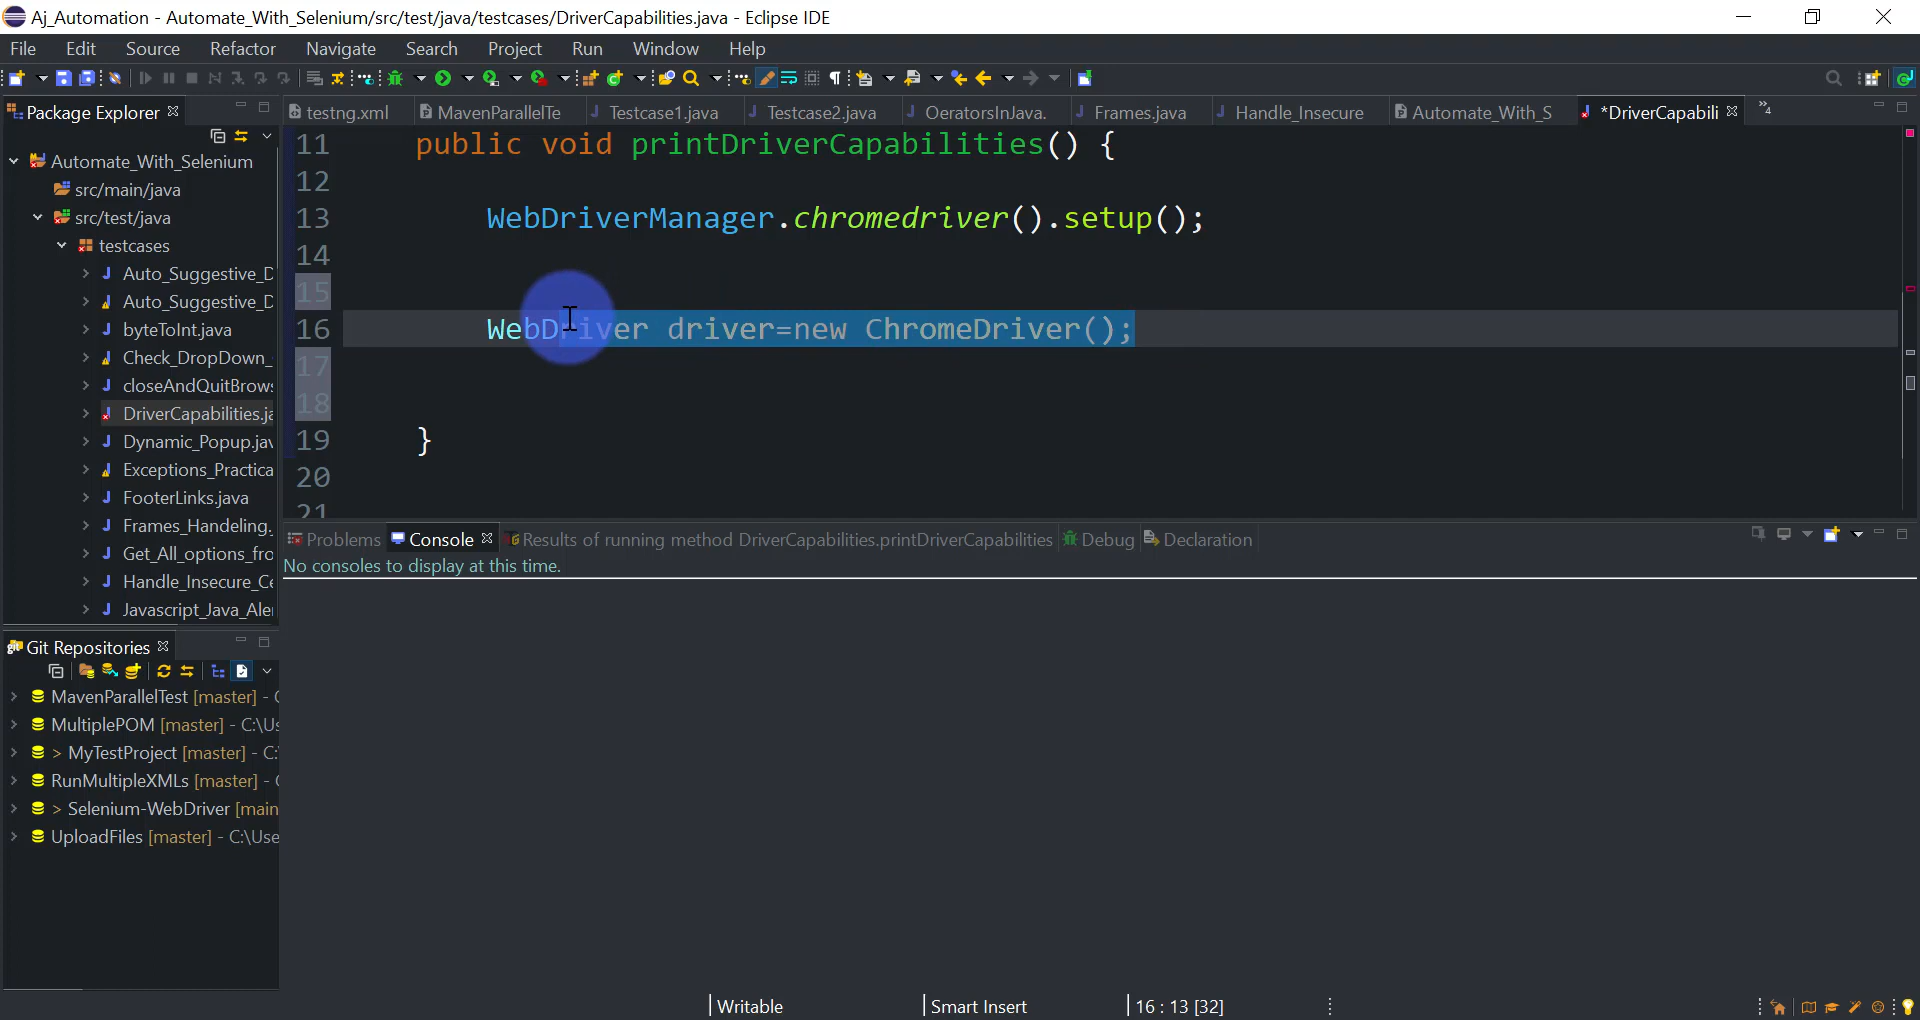 Aj_Automation - Automate_With_Selenium/src/test/java/testcases/DriverCapabilities.java - Eclipse IDE
File Edit Source Refactor Navigate Search Project Run Window Help
Package Explorer
testng.xml MavenParallelTe Testcase1.java Testcase2.java OeratorsInJava. Frames.java Handle_Insecure Automate_With_S *DriverCapabili »4
Automate_With_Selenium
src/main/java
src/test/java
testcases
Auto_Suggestive_D
Auto_Suggestive_D
byteToInt.java
Check_DropDown_
closeAndQuitBrows
DriverCapabilities.ja
Dynamic_Popup.jav
Exceptions_Practica
FooterLinks.java
Frames_Handeling.
Get_All_options_fro
Handle_Insecure_Ce
Javascript_Java_Aler
11 public void printDriverCapabilities() {
12
13 WebDriverManager.chromedriver().setup();
14
15
16 WebDriver driver=new ChromeDriver();
17
18
19 }
20
21
Problems Console Results of running method DriverCapabilities.printDriverCapabilities Debug Declaration
No consoles to display at this time.
Git Repositories
MavenParallelTest [master] - C
MultiplePOM [master] - C:\Us
> MyTestProject [master] - C:
RunMultipleXMLs [master] - C
> Selenium-WebDriver [main
UploadFiles [master] - C:\Use
Writable Smart Insert 16 : 13 [32]